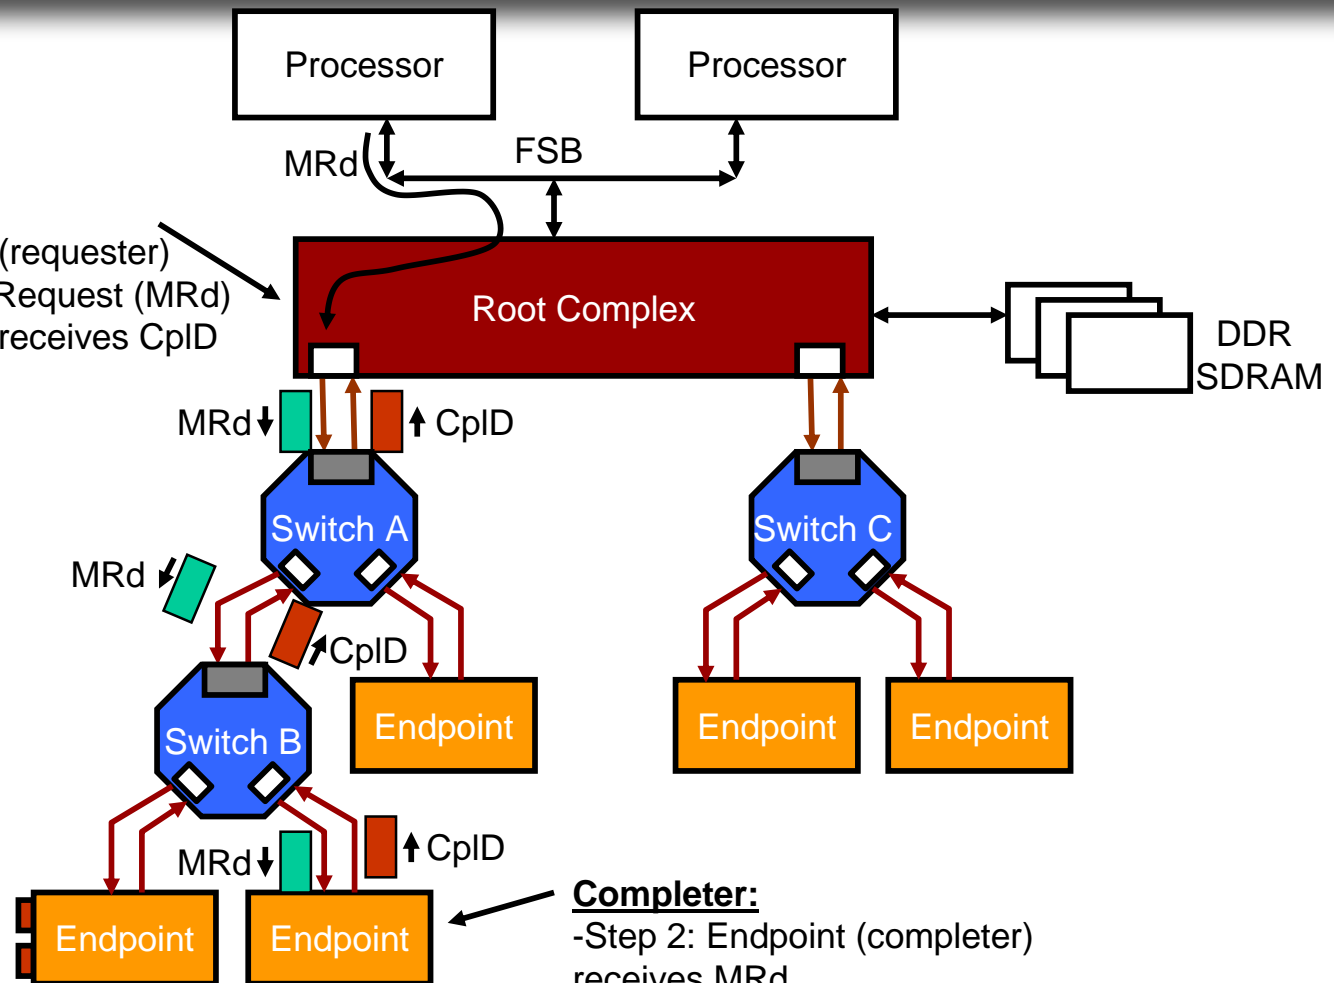 Processor
Processor
MRd
FSB
(requester)
Request (MRd)
receives CplD
Root Complex
DDR
SDRAM
MRd
CplD
Switch A
Switch C
MRd
CplD
Switch B
Endpoint
Endpoint
Endpoint
MRd
CplD
Completer:
-Step 2: Endpoint (completer)
receives MRd
Endpoint
Endpoint